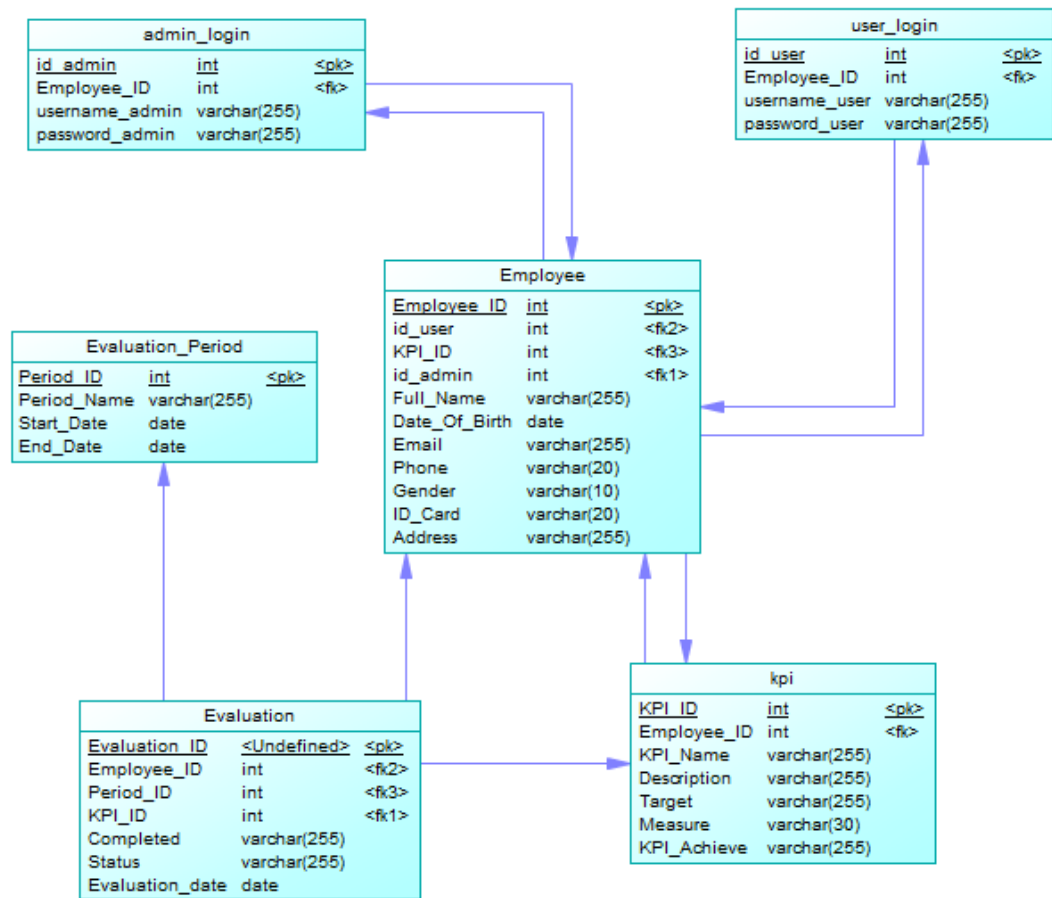 admin_login
id_admin int <pk>
Employee_ID int <fk>
username_admin varchar(255)
password_admin varchar(255)
user_login
id_user int <pk>
Employee_ID int <fk>
username_user varchar(255)
password_user varchar(255)
Employee
Employee_ID int <pk>
id_user int <fk2>
KPI_ID int <fk3>
id_admin int <fk1>
Full_Name varchar(255)
Date_Of_Birth date
Email varchar(255)
Phone varchar(20)
Gender varchar(10)
ID_Card varchar(20)
Address varchar(255)
Evaluation_Period
Period_ID int <pk>
Period_Name varchar(255)
Start_Date date
End_Date date
Evaluation
Evaluation_ID <Undefined> <pk>
Employee_ID int <fk2>
Period_ID int <fk3>
KPI_ID int <fk1>
Completed varchar(255)
Status varchar(255)
Evaluation_date date
kpi
KPI_ID int <pk>
Employee_ID int <fk>
KPI_Name varchar(255)
Description varchar(255)
Target varchar(255)
Measure varchar(30)
KPI_Achieve varchar(255)